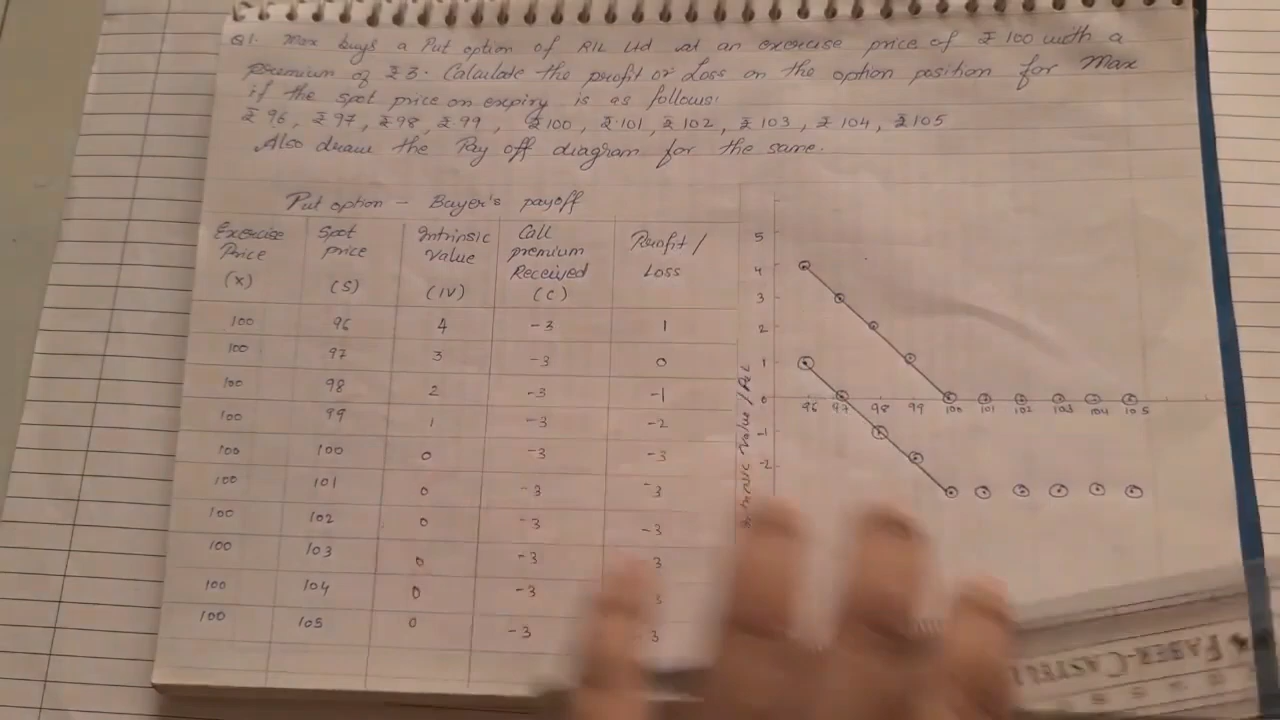 Q1. Max buys a Put option of RIL Ltd at an exercise price of ₹ 100 with a
premium of ₹ 3. Calculate the profit or Loss on the option position for Max
if the spot price on expiry is as follows:
₹ 96, ₹ 97, ₹ 98, ₹ 99, ₹ 100, ₹ 101, ₹ 102, ₹ 103, ₹ 104, ₹ 105
Also draw the Pay off diagram for the same.
Put option - Buyer's payoff
Exercise Price (X) Spot price (S) Intrinsic Value (IV) Call premium Received (C) Profit / Loss
100 96 4 -3 1
100 97 3 -3 0
100 98 2 -3 -1
100 99 1 -3 -2
100 100 0 -3 -3
100 101 0 -3 -3
100 102 0 -3 -3
100 103 0 -3 3
100 104 0 -3
100 105 0 -3 3
5
4
3
2
1
0
96 97 98 99 100 101 102 103 104 105
-1
-2
Intrinsic Value /
FABER-CASTELL